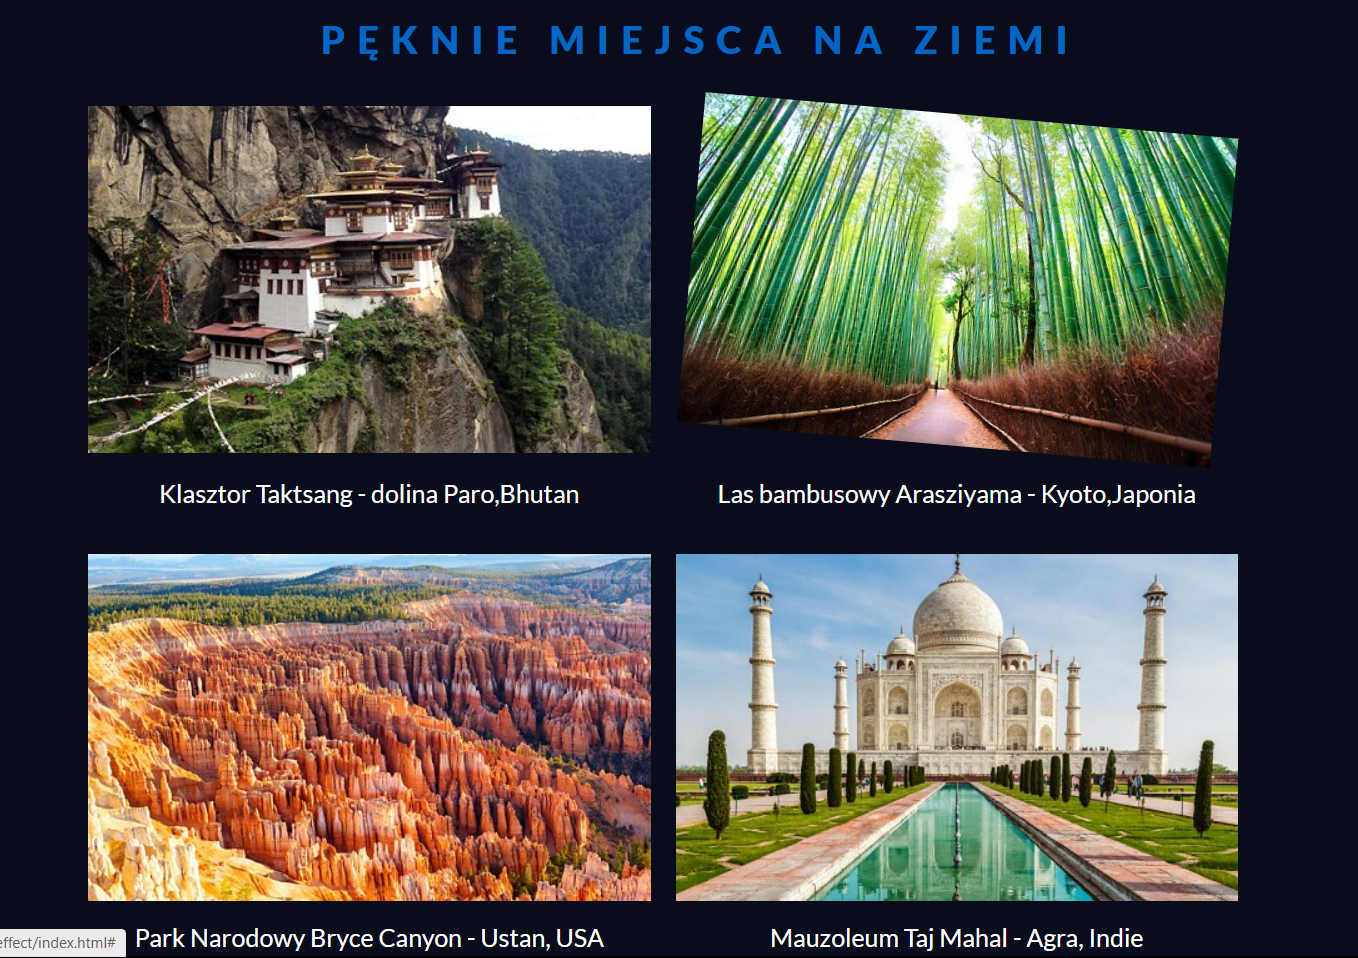 PĘKNIE MIEJSCA NA ZIEMI
Klasztor Taktsang - dolina Paro,Bhutan
Las bambusowy Arasziyama - Kyoto,Japonia
Park Narodowy Bryce Canyon - Ustan, USA
Mauzoleum Taj Mahal - Agra, Indie
effect/index.html#